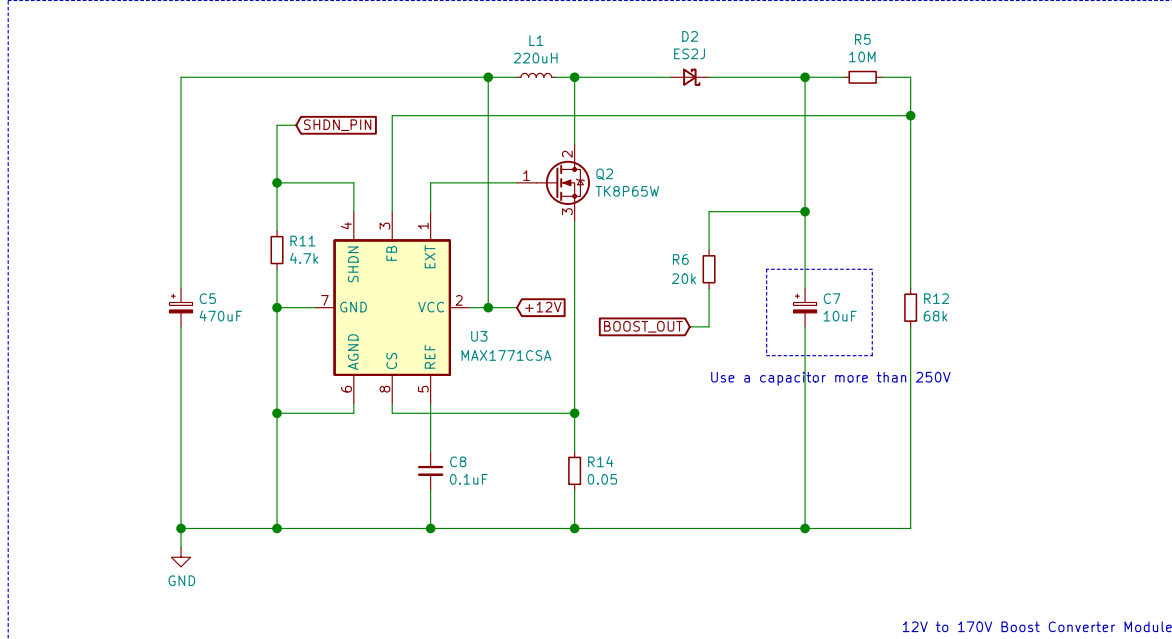 L1
220uH
D2
ES2J
R5
10M
SHDN_PIN
Q2
TK8P65W
1
2
3
R11
4.7k
4
3
1
SHDN
FB
EXT
7
GND
VCC
2
+12V
AGND
CS
REF
6
8
5
U3
MAX1771CSA
C5
470uF
R6
20k
BOOST_OUT
C7
10uF
R12
68k
Use a capacitor more than 250V
C8
0.1uF
R14
0.05
GND
12V to 170V Boost Converter Module
+
+